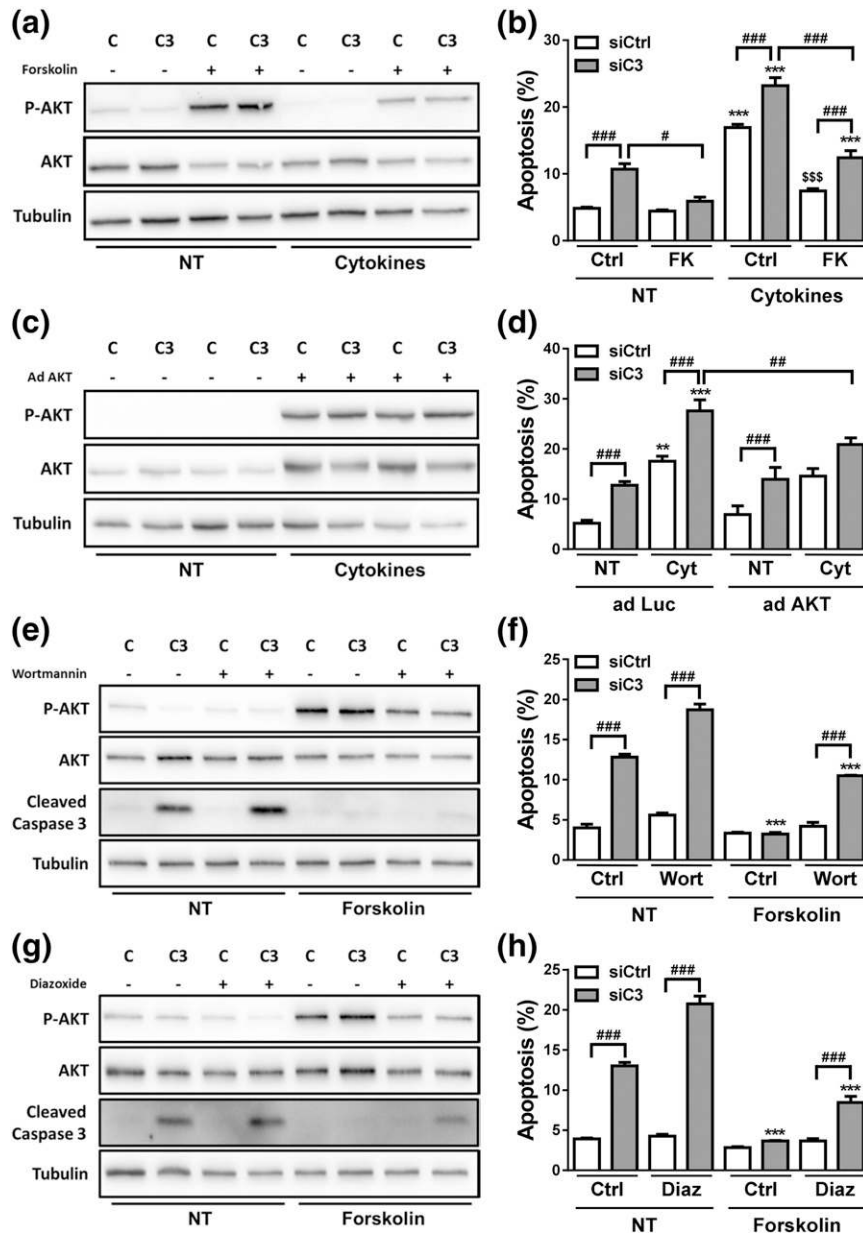 (a)
C C3 C C3 C C3 C C3
Forskolin - - + + - - + +
P-AKT
AKT
Tubulin
NT Cytokines
(b)
siCtrl
siC3
Apoptosis (%)
30
20
10
0
### # ### ### ###
*** *** $$$ ***
Ctrl FK Ctrl FK
NT Cytokines
(c)
C C3 C C3 C C3 C C3
Ad AKT - - - - + + + +
P-AKT
AKT
Tubulin
NT Cytokines
(d)
siCtrl
siC3
Apoptosis (%)
40
30
20
10
0
### ### ## ###
** ***
NT Cyt NT Cyt
ad Luc ad AKT
(e)
C C3 C C3 C C3 C C3
Wortmannin - - + + - - + +
P-AKT
AKT
Cleaved
Caspase 3
Tubulin
NT Forskolin
(f)
siCtrl
siC3
Apoptosis (%)
25
20
15
10
5
0
### ### ###
*** ***
Ctrl Wort Ctrl Wort
NT Forskolin
(g)
C C3 C C3 C C3 C C3
Diazoxide - - + + - - + +
P-AKT
AKT
Cleaved
Caspase 3
Tubulin
NT Forskolin
(h)
siCtrl
siC3
Apoptosis (%)
25
20
15
10
5
0
### ### ###
*** ***
Ctrl Diaz Ctrl Diaz
NT Forskolin